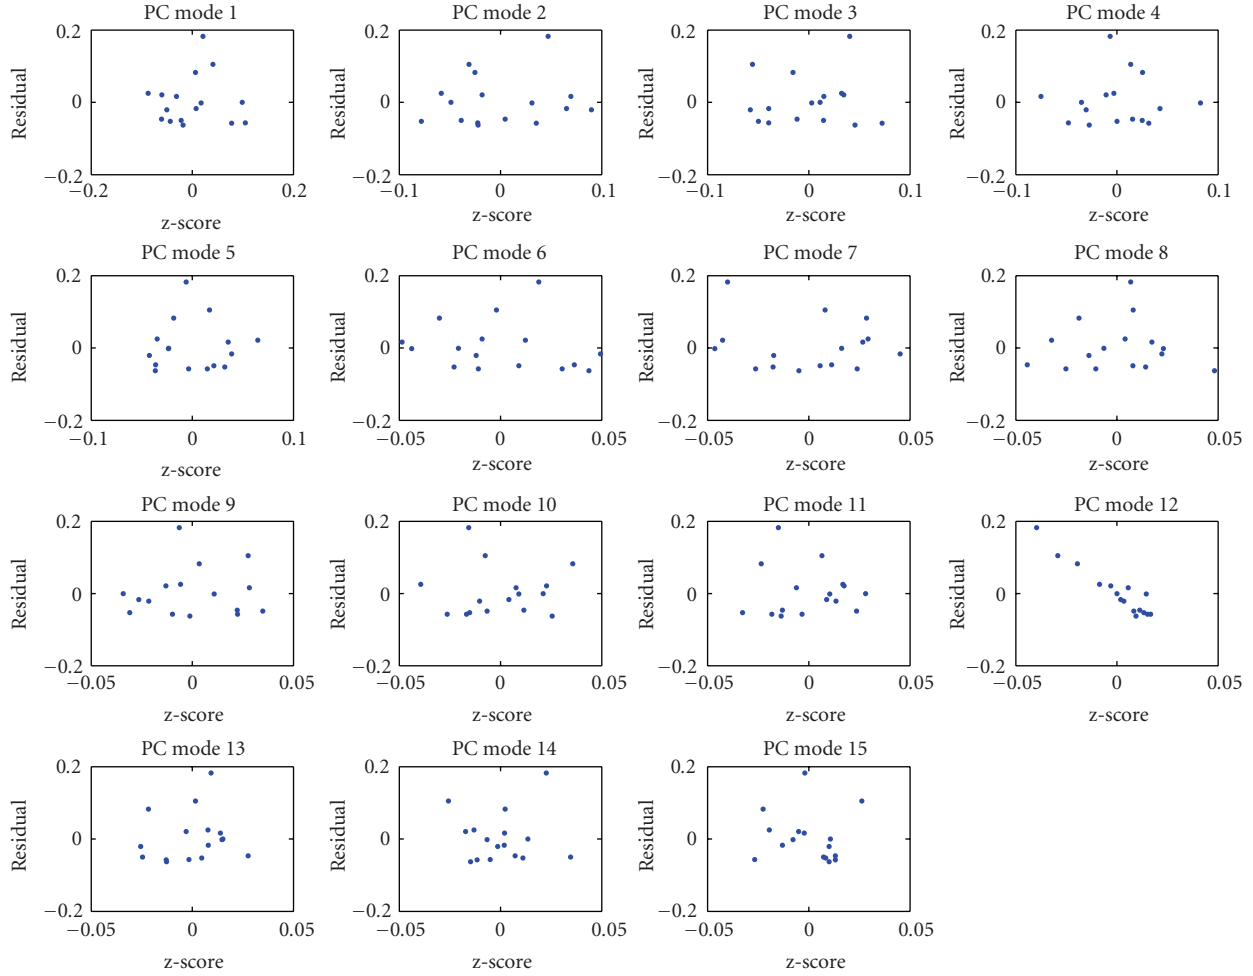 PC mode 1
PC mode 2
PC mode 3
PC mode 4
0.2
0.2
0.2
0.2
Residual
Residual
Residual
Residual
0
0
0
0
−0.2
−0.2
−0.2
−0.2
−0.2
0
0.2
−0.1
0
0.1
−0.1
0
0.1
−0.1
0
0.1
z-score
z-score
z-score
z-score
PC mode 5
PC mode 6
PC mode 7
PC mode 8
0.2
0.2
0.2
0.2
Residual
Residual
Residual
Residual
0
0
0
0
−0.2
−0.2
−0.2
−0.2
−0.1
0
0.1
−0.05
0
0.05
−0.05
0
0.05
−0.05
0
0.05
z-score
z-score
z-score
z-score
PC mode 9
PC mode 10
PC mode 11
PC mode 12
0.2
0.2
0.2
0.2
Residual
Residual
Residual
Residual
0
0
0
0
−0.2
−0.2
−0.2
−0.2
−0.05
0
0.05
−0.05
0
0.05
−0.05
0
0.05
−0.05
0
0.05
z-score
z-score
z-score
z-score
PC mode 13
PC mode 14
PC mode 15
0.2
0.2
0.2
Residual
Residual
Residual
0
0
0
−0.2
−0.2
−0.2
−0.05
0
0.05
−0.05
0
0.05
−0.05
0
0.05
z-score
z-score
z-score